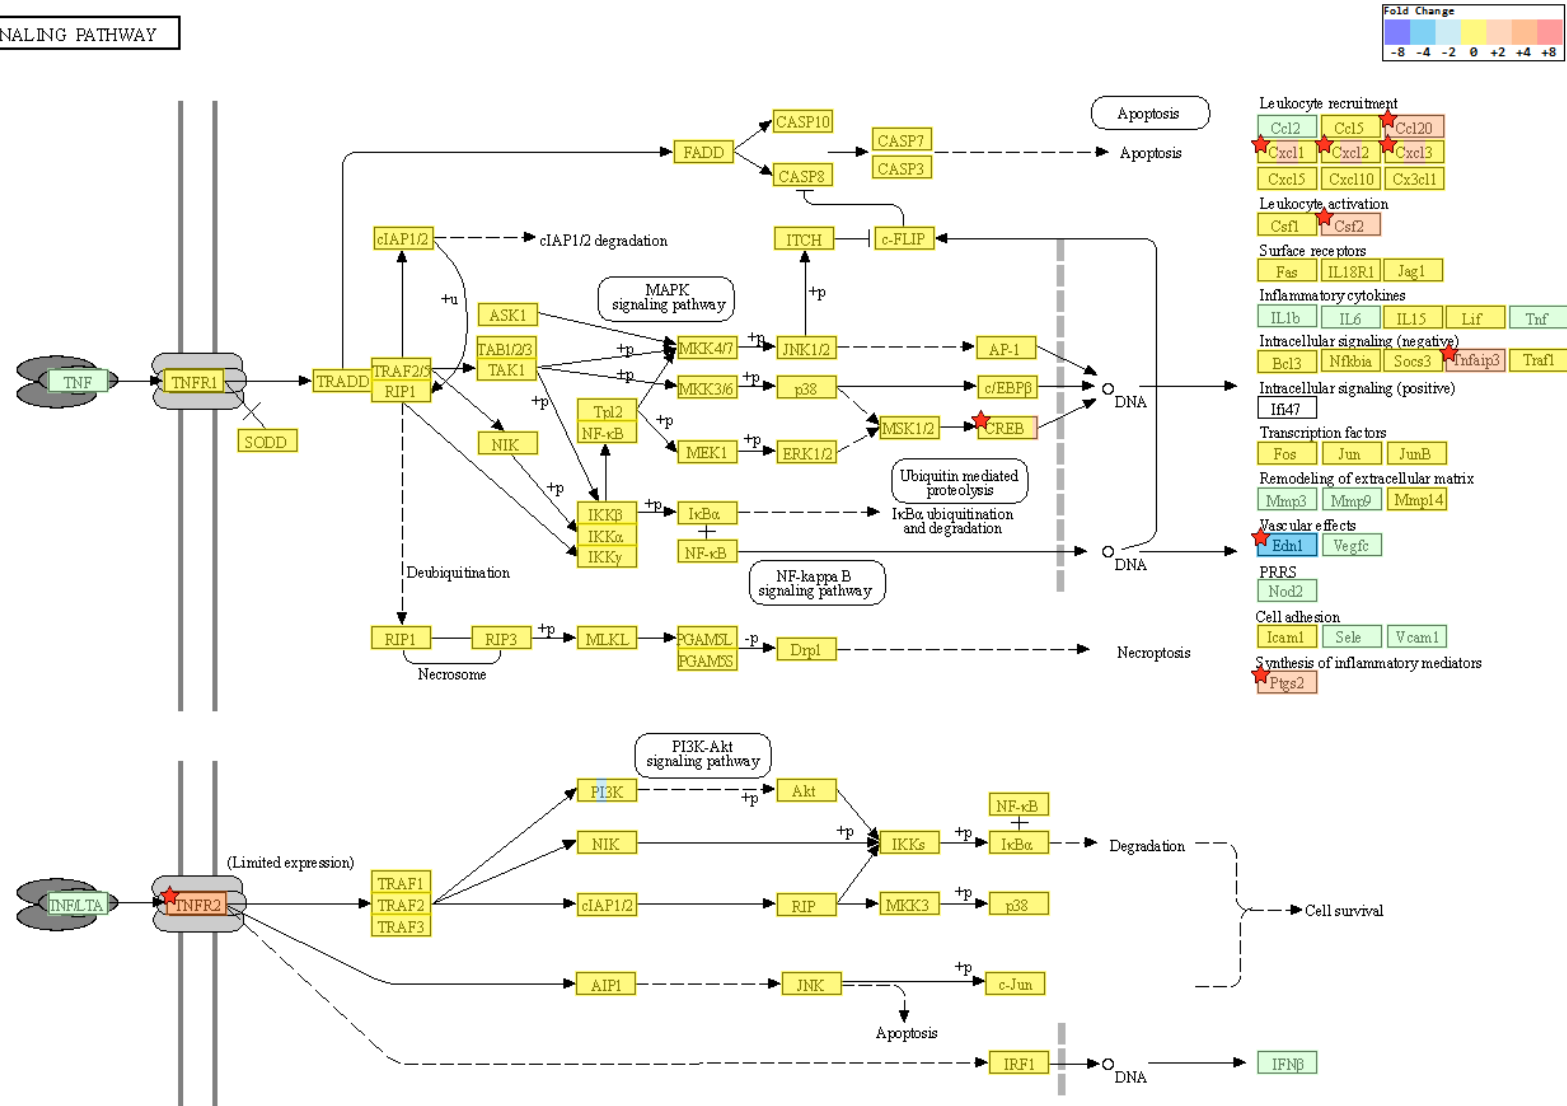 NALING PATHWAY
Fold Change
-8 -4 -2 0 +2 +4 +8
Leukocyte recruitment
Ccl2 Ccl5 Ccl20
Cxcl1 Cxcl2 Cxcl3
Cxcl5 Cxcl10 Cx3cl1
Leukocyte activation
Csf1 Csf2
Surface receptors
Fas IL18R1 Jag1
Inflammatory cytokines
IL1b IL6 IL15 Lif Tnf
Intracellular signaling (negative)
Bcl3 Nfkbia Socs3 Tnfaip3 Traf1
Intracellular signaling (positive)
Ifi47
Transcription factors
Fos Jun JunB
Remodeling of extracellular matrix
Mmp3 Mmp9 Mmp14
Vascular effects
Edn1 Vegfc
PRRS
Nod2
Cell adhesion
Icam1 Sele Vcam1
Synthesis of inflammatory mediators
Ptgs2
Apoptosis
CASP10
FADD
CASP7
Apoptosis
CASP8
CASP3
cIAP1/2
cIAP1/2 degradation
ITCH
c-FLIP
+u
MAPK
signaling pathway
+p
ASK1
TAB1/2/3
TAK1
+p
+p
MKK4/7
+p
JNK1/2
AP-1
TNF
TNFR1
TRADD
TRAF2/5
RIP1
MKK3/6
+p
p38
c/EBPβ
DNA
+p
Tpl2
NF-κB
+p
SODD
NIK
MEK1
+p
ERK1/2
MSK1/2
+p
CREB
Ubiquitin mediated
proteolysis
+p
IKKβ
IKKα
IKKγ
+p
IκBα
IκBα ubiquitination
and degradation
+
NF-κB
DNA
NF-kappa B
signaling pathway
Deubiquitination
RIP1
RIP3
+p
MLKL
PGAM5L
PGAM5S
-p
Drp1
Necroptosis
Necrosome
PI3K-Akt
signaling pathway
PI3K
+p
Akt
NF-κB
+
(Limited expression)
NIK
+p
IKKs
+p
IκBα
Degradation
TNF/LTA
TNFR2
TRAF1
TRAF2
TRAF3
cIAP1/2
RIP
MKK3
+p
p38
Cell survival
AIP1
JNK
+p
c-Jun
Apoptosis
IRF1
DNA
IFNβ